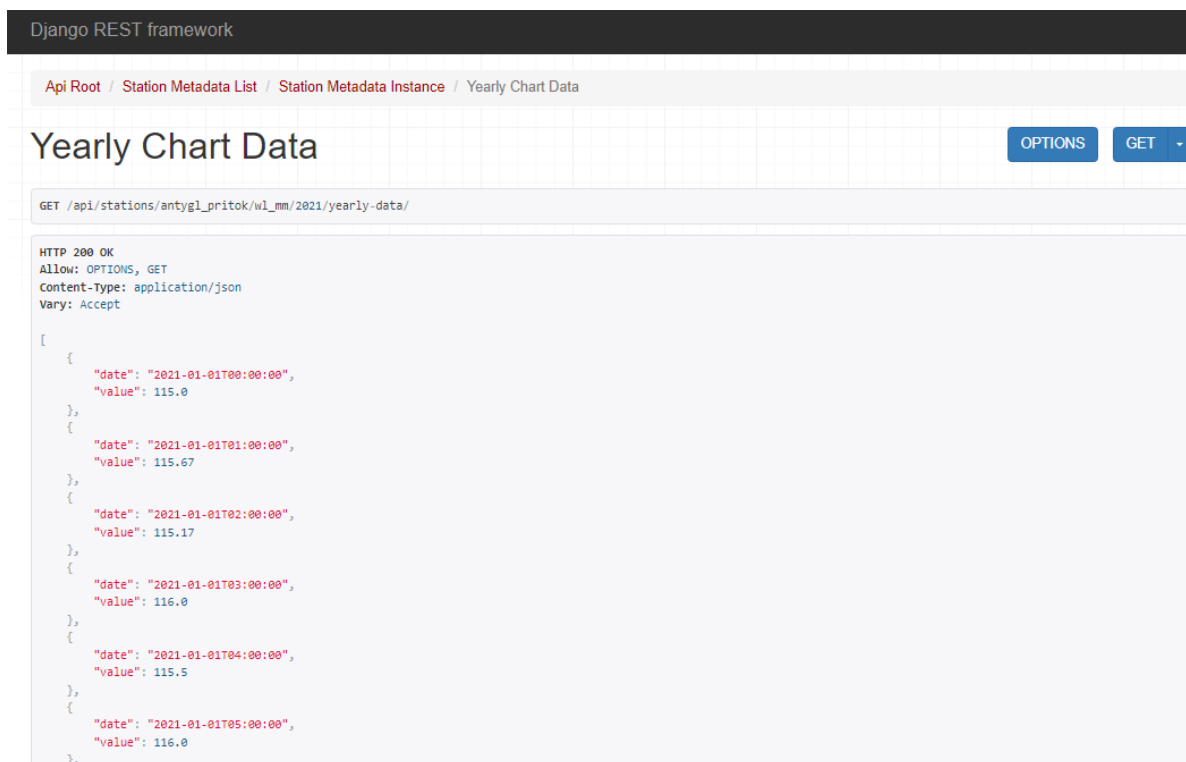 Django REST framework
Api Root / Station Metadata List / Station Metadata Instance / Yearly Chart Data
Yearly Chart Data
OPTIONS
GET
GET /api/stations/antygl_pritok/wl_mm/2021/yearly-data/
HTTP 200 OK
Allow: OPTIONS, GET
Content-Type: application/json
Vary: Accept
[
    {
        "date": "2021-01-01T00:00:00",
        "value": 115.0
    },
    {
        "date": "2021-01-01T01:00:00",
        "value": 115.67
    },
    {
        "date": "2021-01-01T02:00:00",
        "value": 115.17
    },
    {
        "date": "2021-01-01T03:00:00",
        "value": 116.0
    },
    {
        "date": "2021-01-01T04:00:00",
        "value": 115.5
    },
    {
        "date": "2021-01-01T05:00:00",
        "value": 116.0
    },